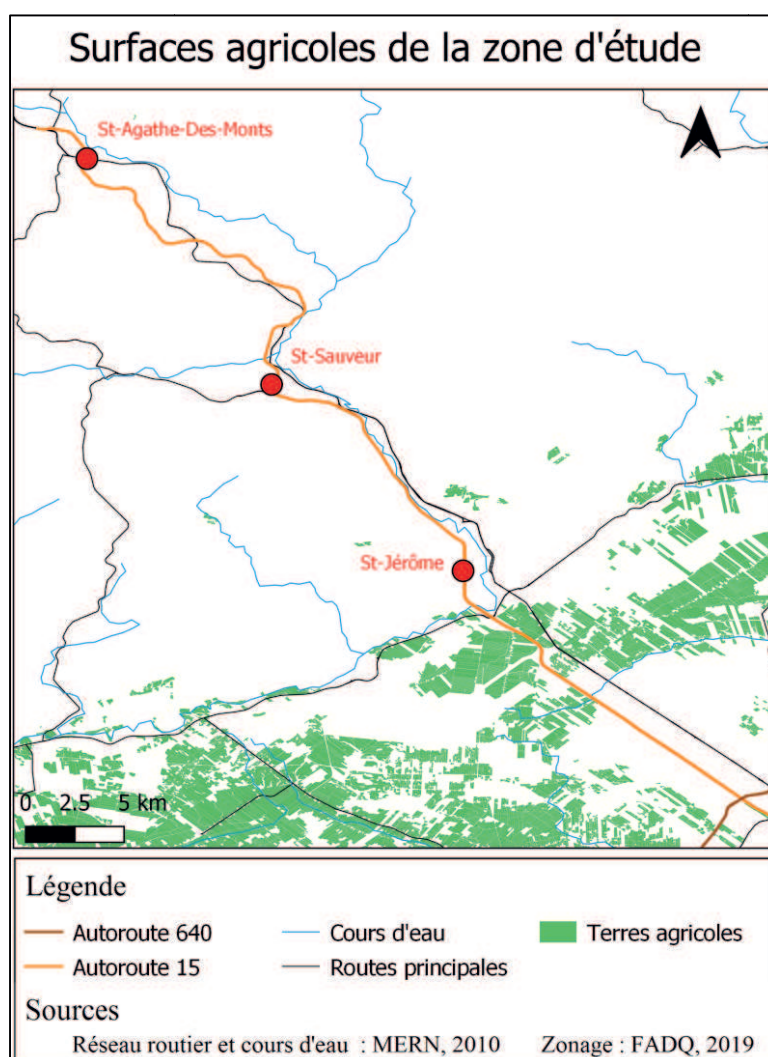 Surfaces agricoles de la zone d'étude
St-Agathe-Des-Monts
St-Sauveur
St-Jérôme
0 2.5 5 km
Légende
Autoroute 640
Cours d'eau
Terres agricoles
Autoroute 15
Routes principales
Sources
Réseau routier et cours d'eau : MERN, 2010 Zonage : FADQ, 2019